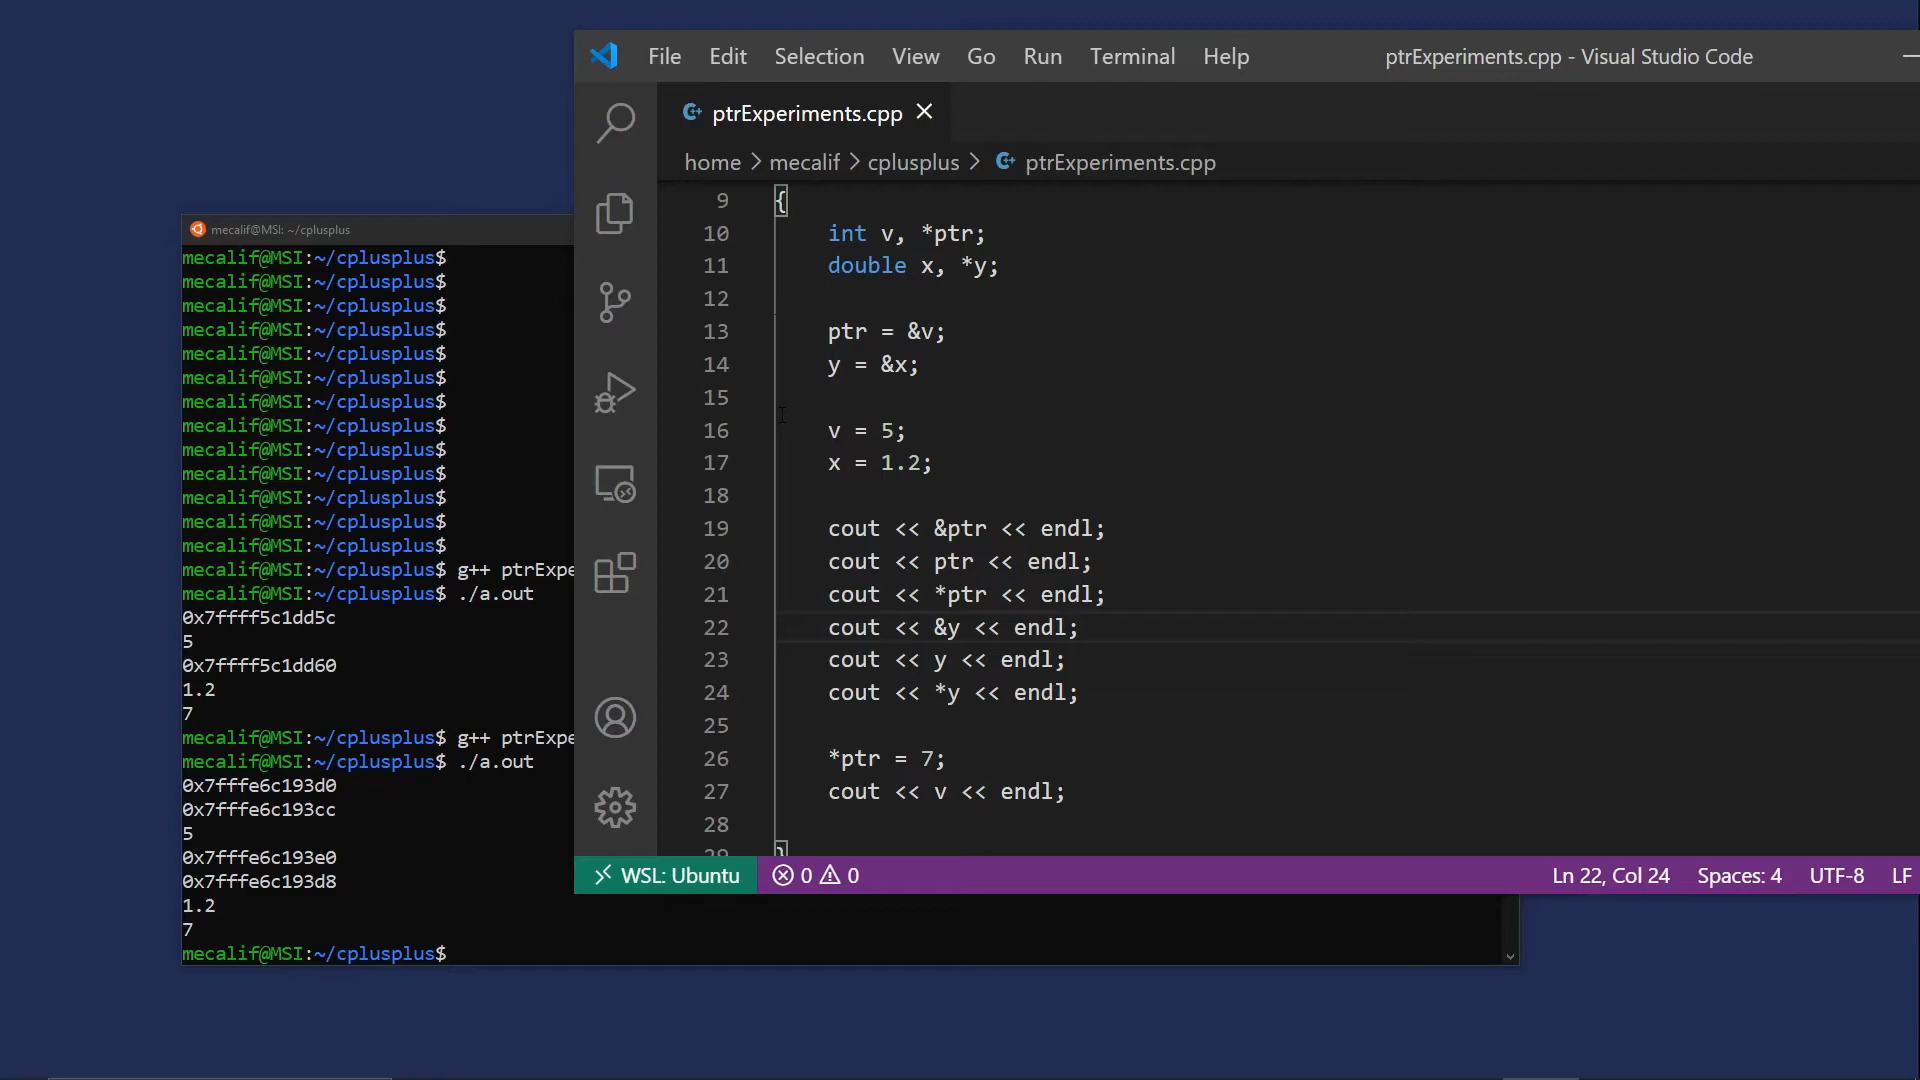 File Edit Selection View Go Run Terminal Help ptrExperiments.cpp - Visual Studio Code
ptrExperiments.cpp
home > mecalif > cplusplus > ptrExperiments.cpp
9 {
10 int v, *ptr;
11 double x, *y;
12
13 ptr = &v;
14 y = &x;
15
16 v = 5;
17 x = 1.2;
18
19 cout << &ptr << endl;
20 cout << ptr << endl;
21 cout << *ptr << endl;
22 cout << &y << endl;
23 cout << y << endl;
24 cout << *y << endl;
25
26 *ptr = 7;
27 cout << v << endl;
28
29 }
WSL: Ubuntu 0 0 Ln 22, Col 24 Spaces: 4 UTF-8 LF
mecalif@MSI: ~/cplusplus
mecalif@MSI:~/cplusplus$
mecalif@MSI:~/cplusplus$
mecalif@MSI:~/cplusplus$
mecalif@MSI:~/cplusplus$
mecalif@MSI:~/cplusplus$
mecalif@MSI:~/cplusplus$
mecalif@MSI:~/cplusplus$
mecalif@MSI:~/cplusplus$
mecalif@MSI:~/cplusplus$
mecalif@MSI:~/cplusplus$
mecalif@MSI:~/cplusplus$
mecalif@MSI:~/cplusplus$
mecalif@MSI:~/cplusplus$
mecalif@MSI:~/cplusplus$ g++ ptrExpe
mecalif@MSI:~/cplusplus$ ./a.out
0x7ffff5c1dd5c
5
0x7ffff5c1dd60
1.2
7
mecalif@MSI:~/cplusplus$ g++ ptrExpe
mecalif@MSI:~/cplusplus$ ./a.out
0x7fffe6c193d0
0x7fffe6c193cc
5
0x7fffe6c193e0
0x7fffe6c193d8
1.2
7
mecalif@MSI:~/cplusplus$